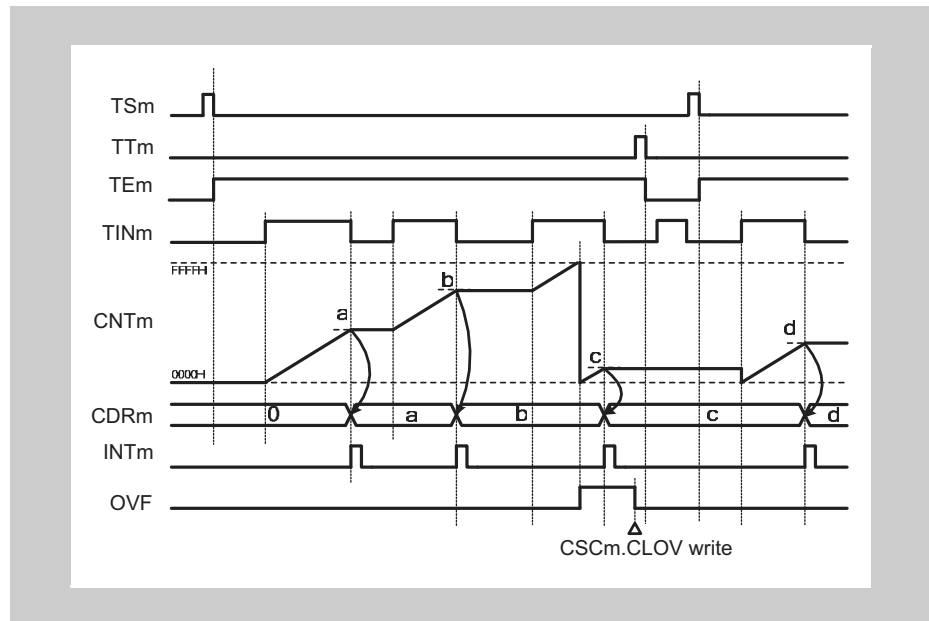 TSm
TTm
TEm
TINm
FFFFH
CNTm
a
b
c
d
0000H
CDRm 0 a b c d
INTm
OVF
CSCm.CLOV write